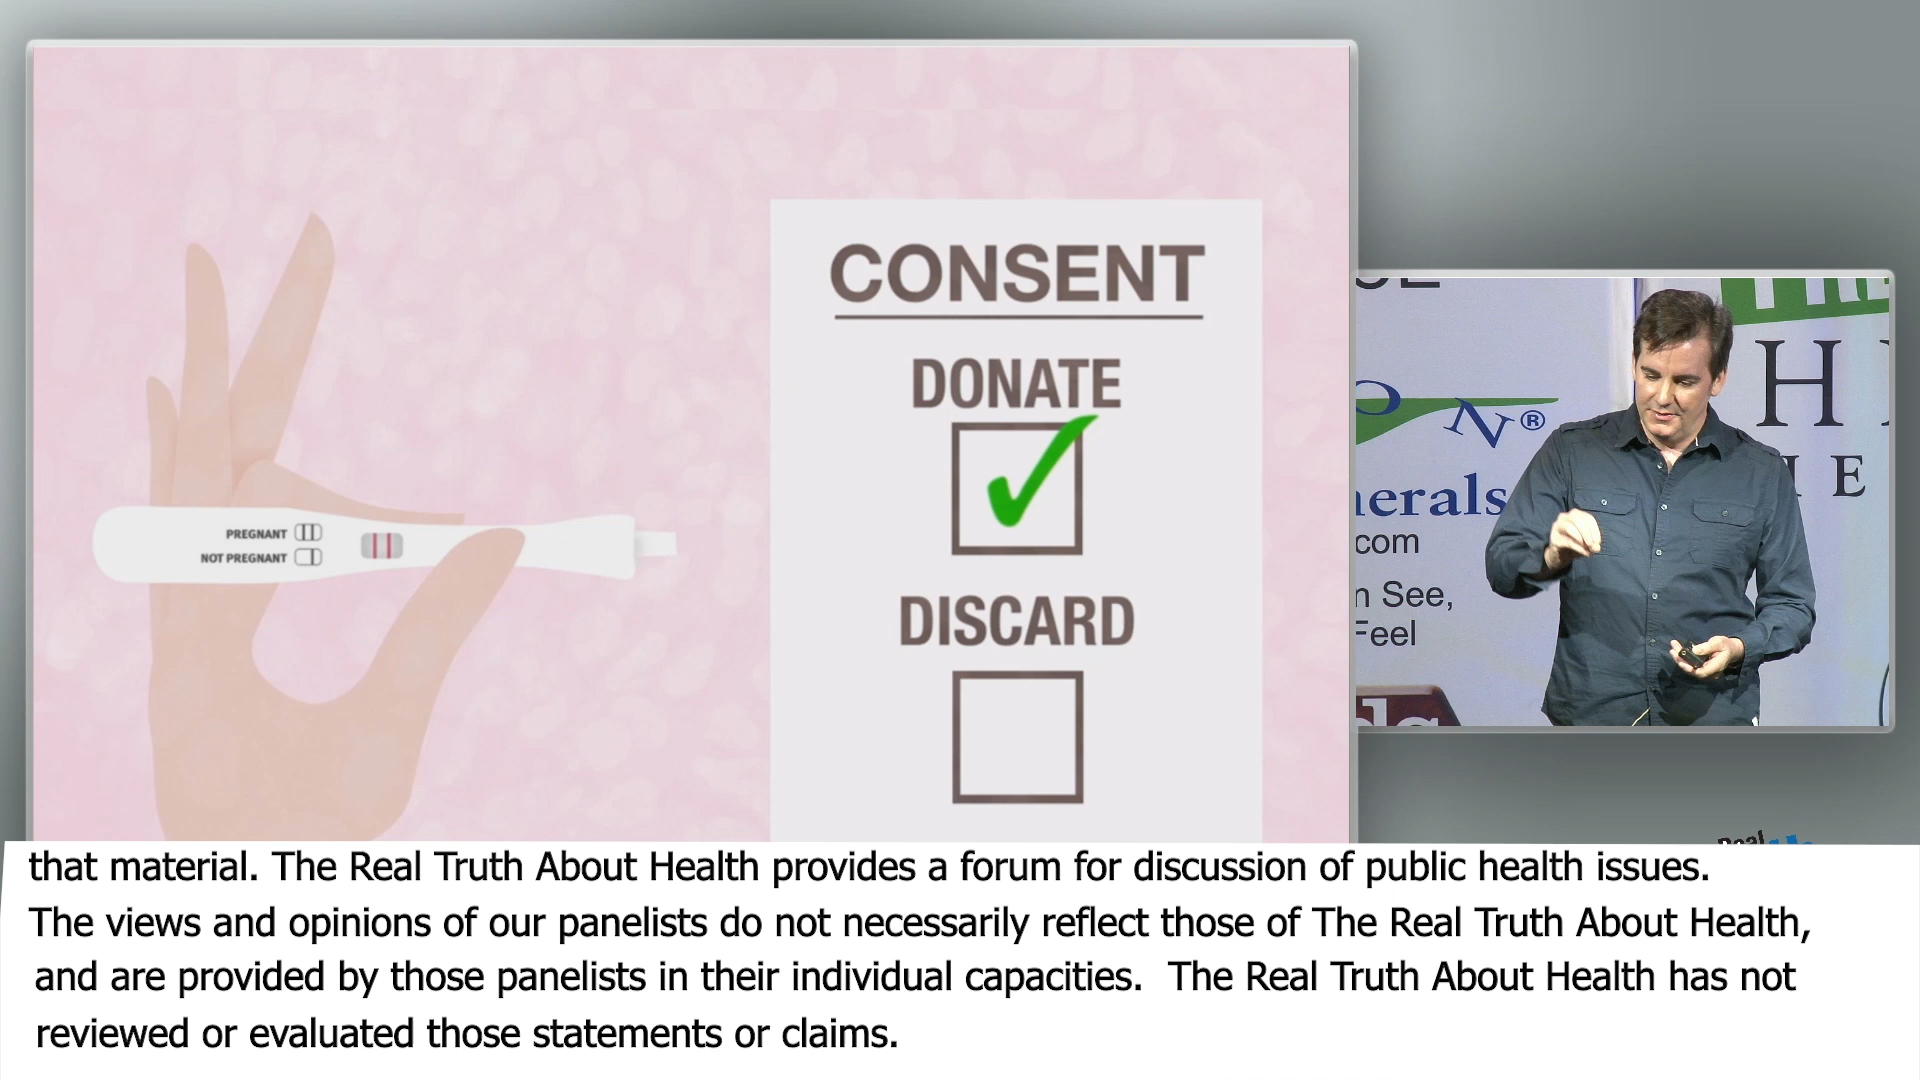 CONSENT
DONATE
DISCARD
PREGNANT
NOT PREGNANT
ON®
nerals
com
n See,
Feel
H
I E
that material. The Real Truth About Health provides a forum for discussion of public health issues.
The views and opinions of our panelists do not necessarily reflect those of The Real Truth About Health,
and are provided by those panelists in their individual capacities. The Real Truth About Health has not
reviewed or evaluated those statements or claims.
Real